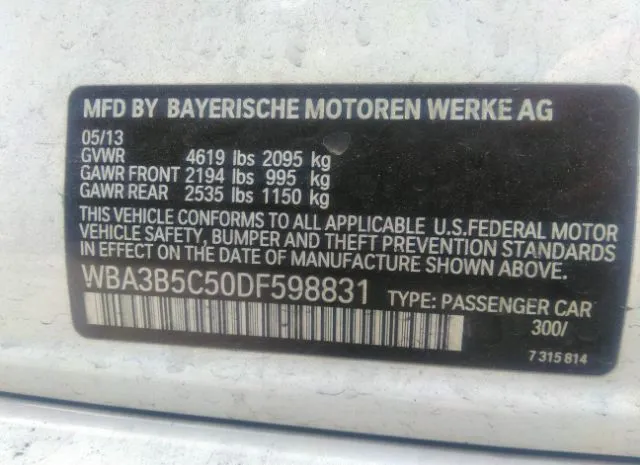 MFD BY BAYERISCHE MOTOREN WERKE AG
05/13
GVWR 4619 lbs 2095 kg
GAWR FRONT 2194 lbs 995 kg
GAWR REAR 2535 lbs 1150 kg
THIS VEHICLE CONFORMS TO ALL APPLICABLE U.S.FEDERAL MOTOR
VEHICLE SAFETY, BUMPER AND THEFT PREVENTION STANDARDS
IN EFFECT ON THE DATE OF MANUFACTURE SHOWN ABOVE.
WBA3B5C50DF598831 TYPE: PASSENGER CAR
300/
7 315 814